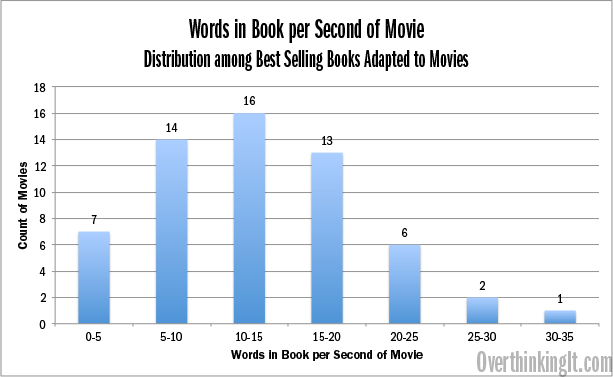 Words in Book per Second of Movie
Distribution among Best Selling Books Adapted to Movies
Count of Movies
18
16
14
12
10
8
6
4
2
0
7
14
16
13
6
2
1
0-5 5-10 10-15 15-20 20-25 25-30 30-35
Words in Book per Second of Movie
OverthinkingIt.com